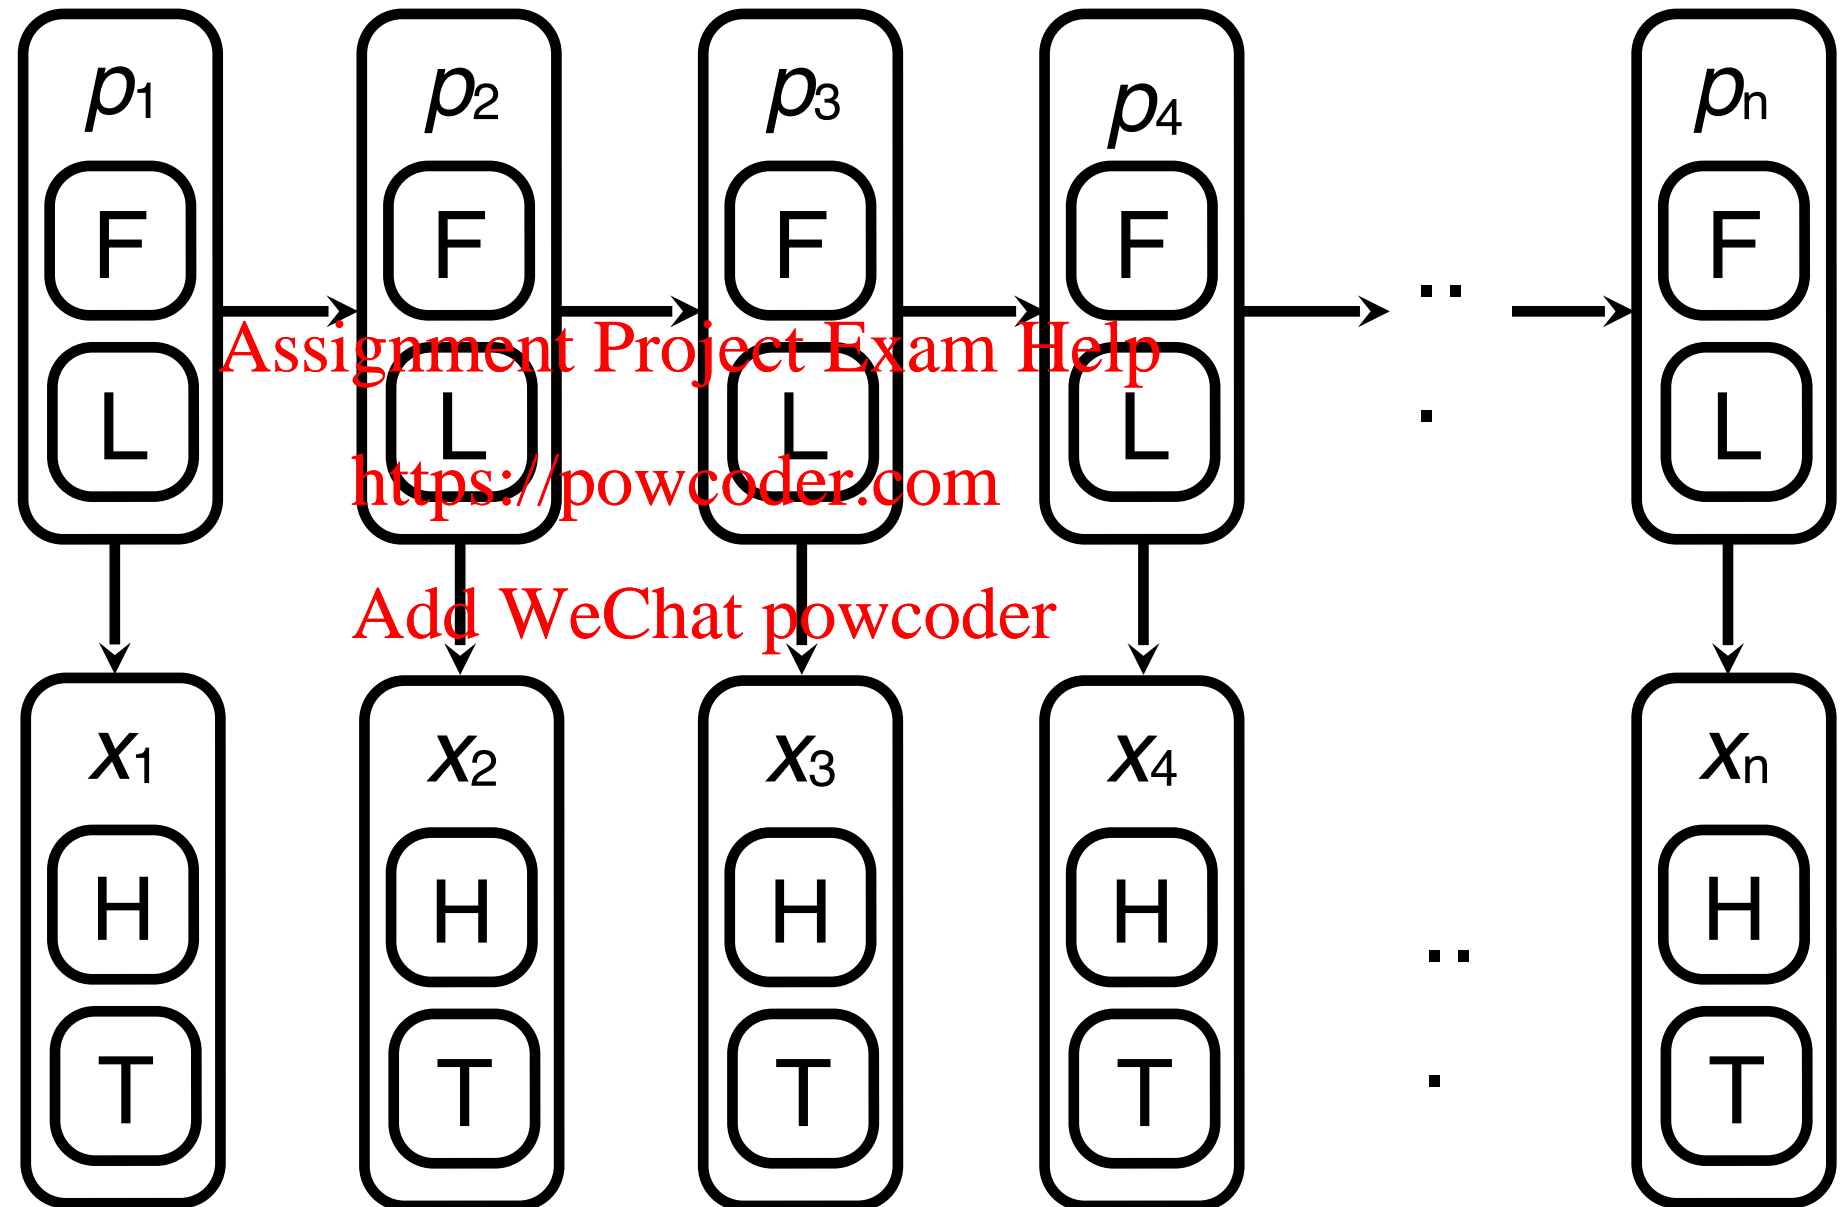 p1 p2 p3 p4 pn
F F F F F
.. 
Assignment Project Exam Help
L L L L . L
https://powcoder.com
Add WeChat powcoder
x1 x2 x3 x4 xn
H H H H H
..
T T T T . T